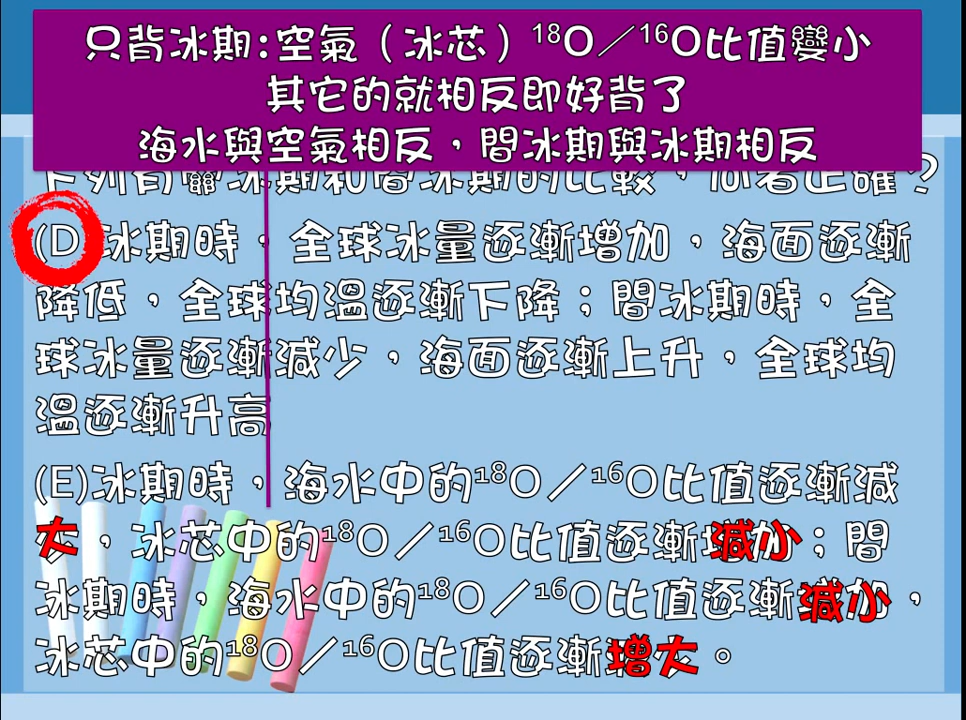 只背冰期:空氣（冰芯）¹⁸O／¹⁶O比值變小
其它的就相反即好背了
海水與空氣相反，間冰期與冰期相反
下列有關冰期和間冰期的比較，何者正確？
(D)冰期時，全球冰量逐漸增加，海面逐漸
降低，全球均溫逐漸下降；間冰期時，全
球冰量逐漸減少，海面逐漸上升，全球均
溫逐漸升高
(E)冰期時，海水中的¹⁸O／¹⁶O比值逐漸減
大，冰芯中的¹⁸O／¹⁶O比值逐漸減小；間
冰期時，海水中的¹⁸O／¹⁶O比值逐漸減小，
冰芯中的¹⁸O／¹⁶O比值逐漸增大。